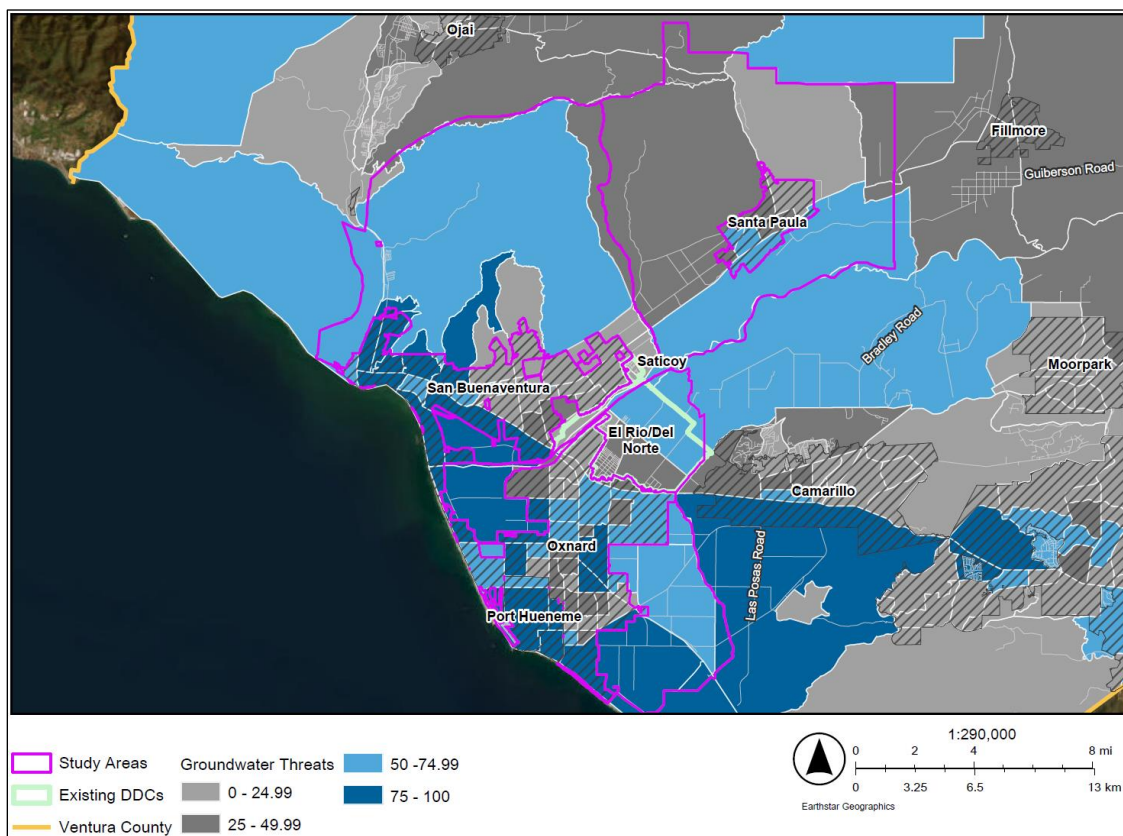 Ojai
Fillmore
Guiberson Road
Santa Paula
Bradley Road
Moorpark
Saticoy
San Buenaventura
El Rio/Del
Norte
Camarillo
Las Posas Road
Oxnard
Port Hueneme
Study Areas
Existing DDCs
Ventura County
Groundwater Threats
0 - 24.99
25 - 49.99
50 -74.99
75 - 100
1:290,000
0 2 4 8 mi
0 3.25 6.5 13 km
Earthstar Geographics